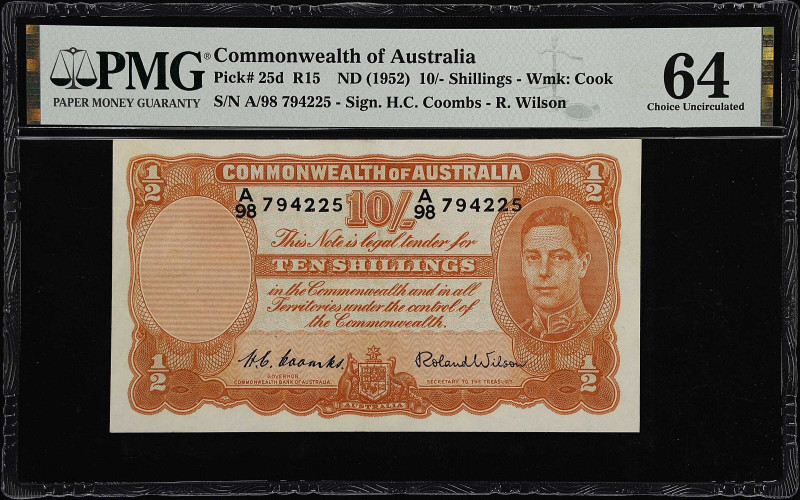 PMG®
PAPER MONEY GUARANTY
Commonwealth of Australia
Pick# 25d R15 ND (1952) 10/- Shillings - Wmk: Cook
S/N A/98 794225 - Sign. H.C. Coombs - R. Wilson
64
Choice Uncirculated
1/2
COMMONWEALTH OF AUSTRALIA
1/2
A/98 794225 10/- A/98 794225
This Note is legal tender for
TEN SHILLINGS
in the Commonwealth and in all
Territories under the control of
the Commonwealth.
H.C. Coombs.
GOVERNOR
COMMONWEALTH BANK OF AUSTRALIA.
Roland Wilson
SECRETARY TO THE TREASURY.
1/2
AUSTRALIA
1/2